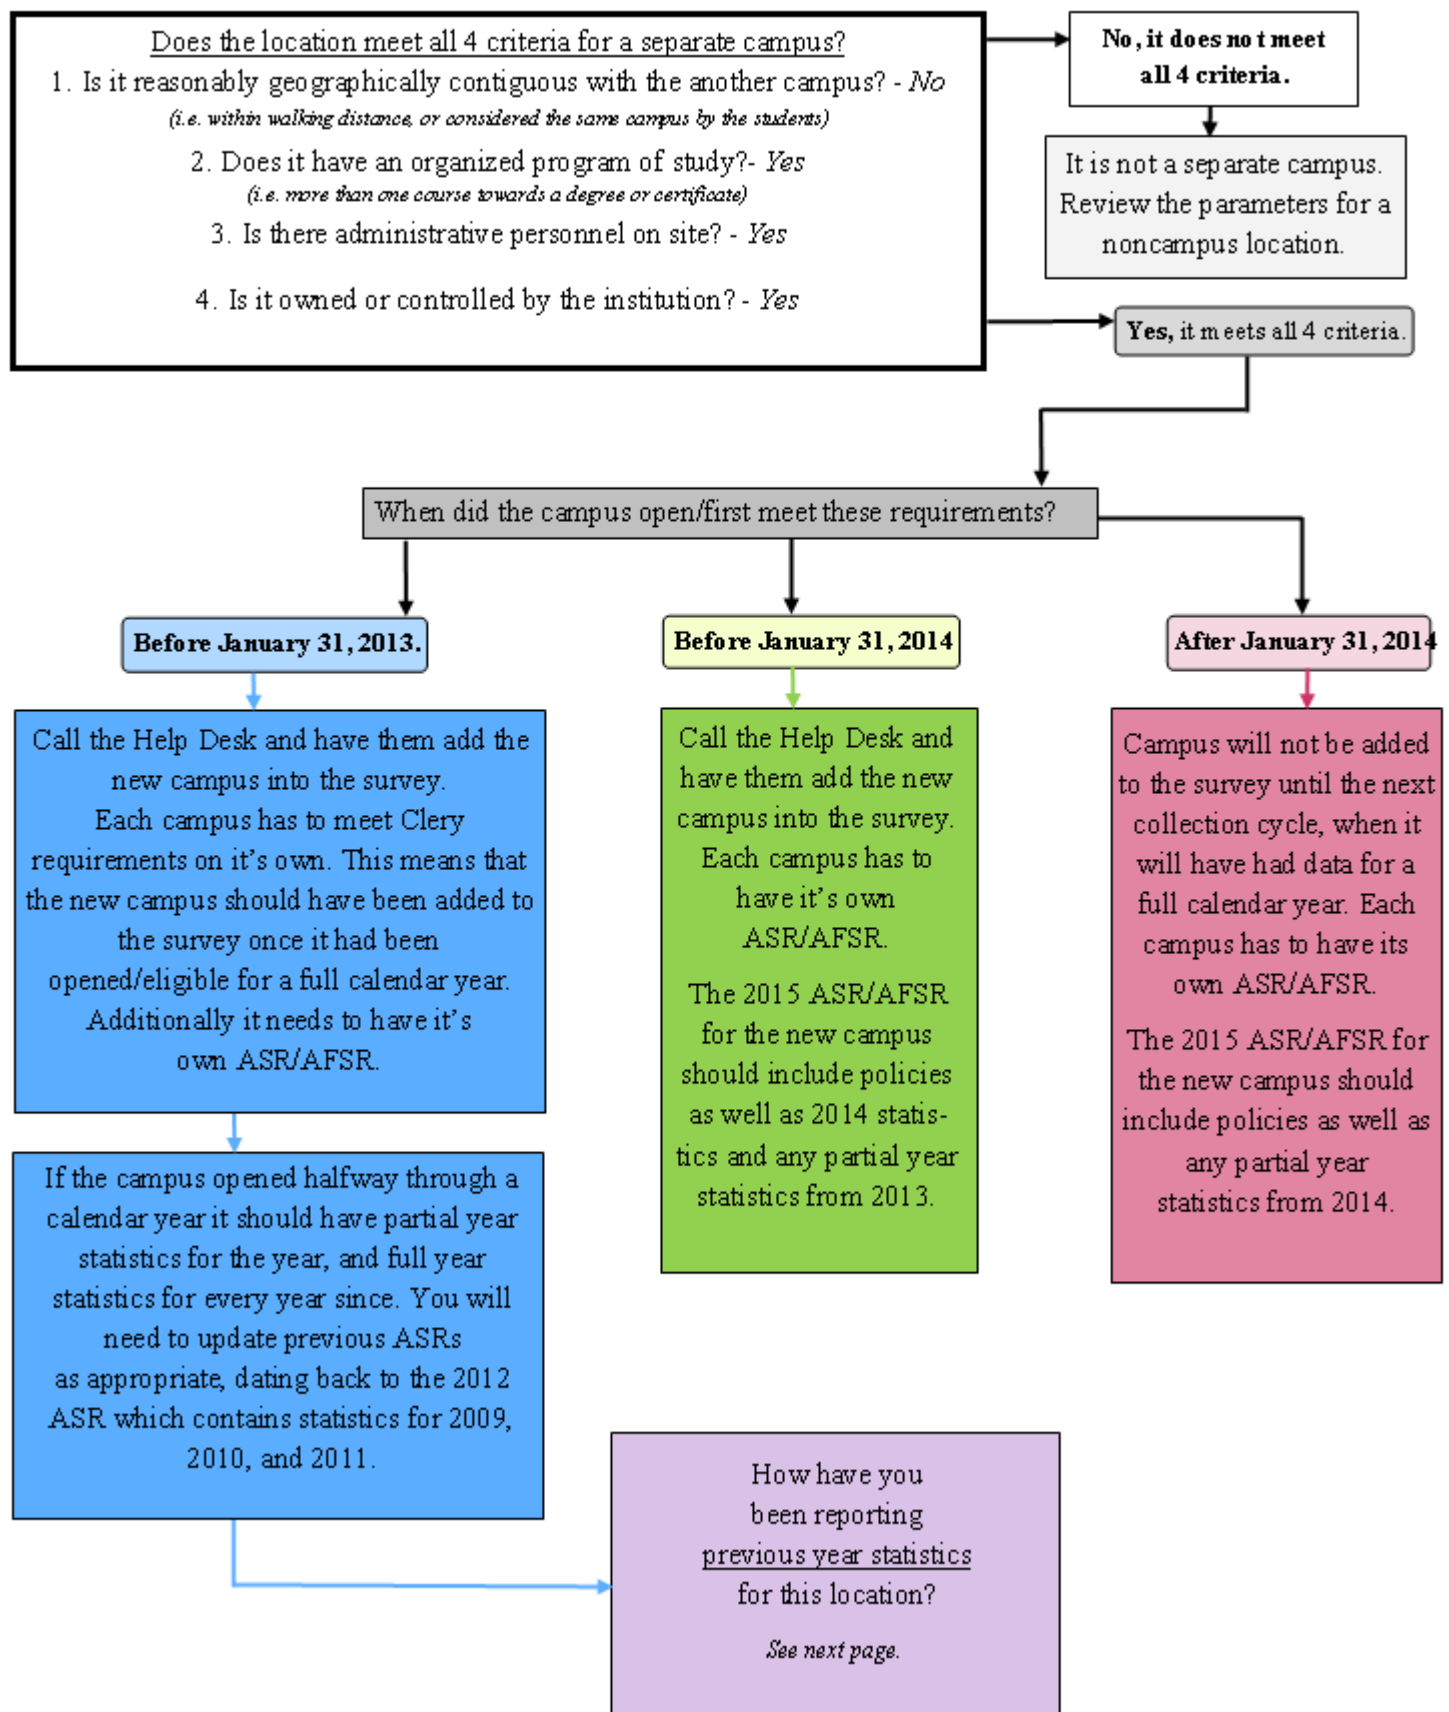 Does the location meet all 4 criteria for a separate campus?
1. Is it reasonably geographically contiguous with the another campus? - No
(i.e. within walking distance, or considered the same campus by the students)
2. Does it have an organized program of study?- Yes
(i.e. more than one course towards a degree or certificate)
3. Is there administrative personnel on site? - Yes
4. Is it owned or controlled by the institution? - Yes
No, it does not meet
all 4 criteria.
It is not a separate campus.
Review the parameters for a
noncampus location.
Yes, it meets all 4 criteria.
When did the campus open/first meet these requirements?
Before January 31, 2013.
Before January 31, 2014
After January 31, 2014
Call the Help Desk and have them add the
new campus into the survey.
Each campus has to meet Clery
requirements on it’s own. This means that
the new campus should have been added to
the survey once it had been
opened/eligible for a full calendar year.
Additionally it needs to have it’s
own ASR/AFSR.
If the campus opened halfway through a
calendar year it should have partial year
statistics for the year, and full year
statistics for every year since. You will
need to update previous ASRs
as appropriate, dating back to the 2012
ASR which contains statistics for 2009,
2010, and 2011.
Call the Help Desk and
have them add the new
campus into the survey.
Each campus has to
have it’s own
ASR/AFSR.
The 2015 ASR/AFSR
for the new campus
should include policies
as well as 2014 statis-
tics and any partial year
statistics from 2013.
Campus will not be added
to the survey until the next
collection cycle, when it
will have had data for a
full calendar year. Each
campus has to have its
own ASR/AFSR.
The 2015 ASR/AFSR for
the new campus should
include policies as well as
any partial year
statistics from 2014.
How have you
been reporting
previous year statistics
for this location?
See next page.